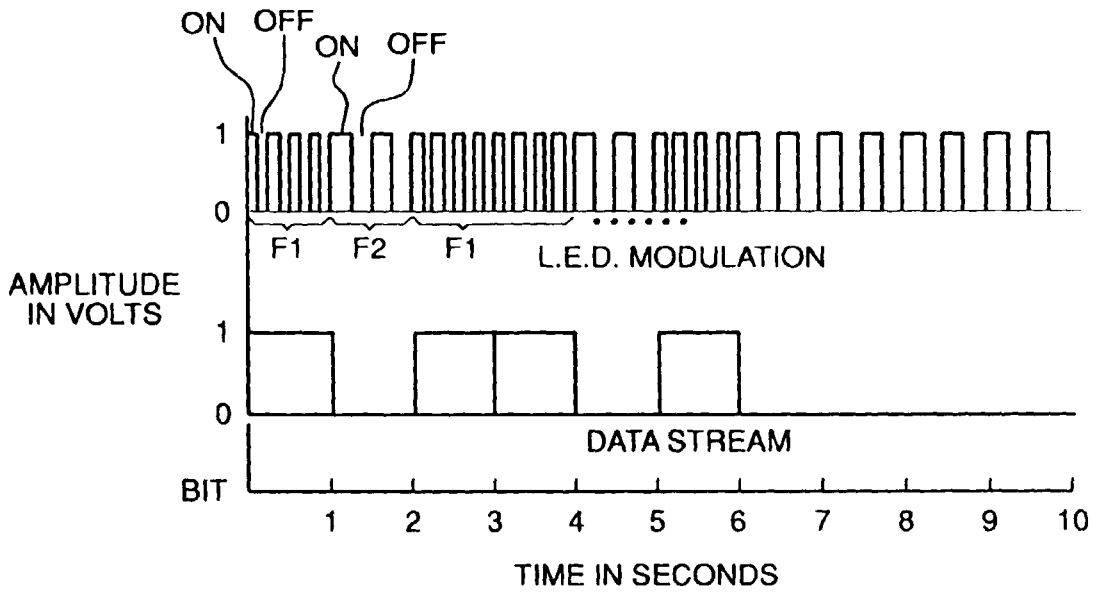 ON OFF
ON OFF
1
0
F1 F2 F1
L.E.D. MODULATION
AMPLITUDE
IN VOLTS
1
0
DATA STREAM
BIT
1 2 3 4 5 6 7 8 9 10
TIME IN SECONDS